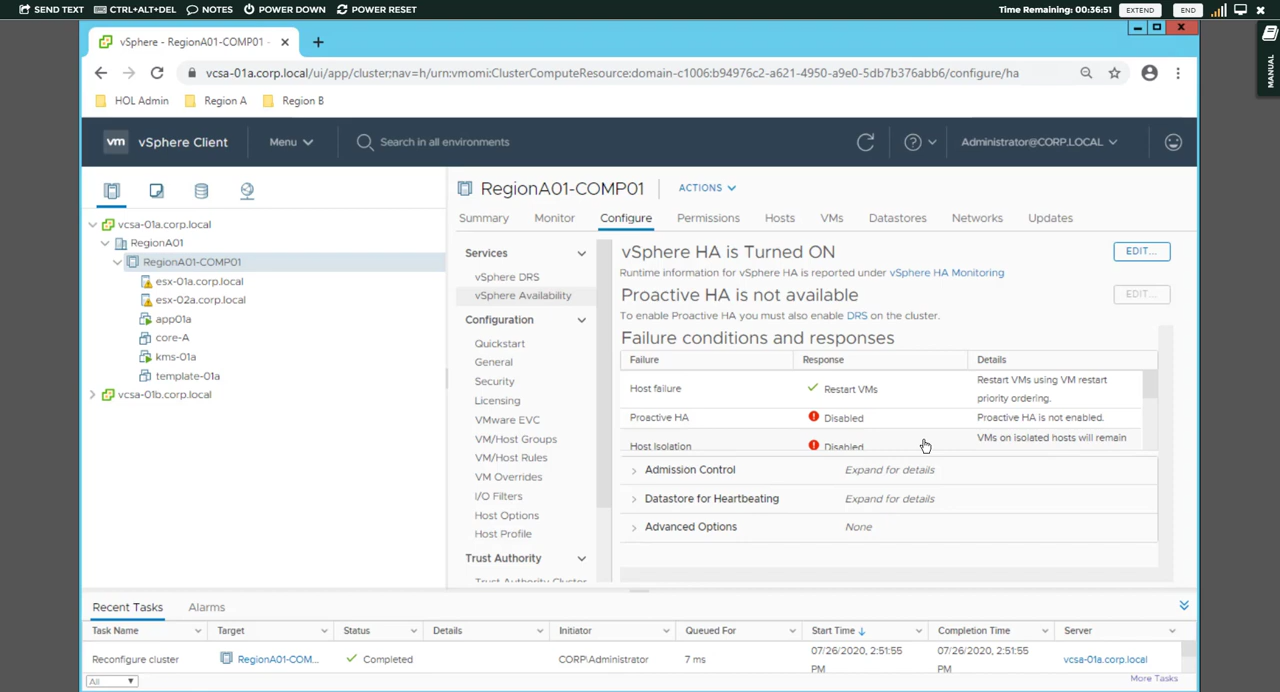 SEND TEXT CTRL+ALT+DEL NOTES POWER DOWN POWER RESET Time Remaining: 00:36:51 EXTEND END
MANUAL
vSphere - RegionA01-COMP01 -
vcsa-01a.corp.local/ui/app/cluster;nav=h/urn:vmomi:ClusterComputeResource:domain-c1006:b94976c2-a621-4950-a9e0-5db7b376abb6/configure/ha
HOL Admin Region A Region B
vm vSphere Client Menu Search in all environments Administrator@CORP.LOCAL
vcsa-01a.corp.local
RegionA01
RegionA01-COMP01
esx-01a.corp.local
esx-02a.corp.local
app01a
core-A
kms-01a
template-01a
vcsa-01b.corp.local
RegionA01-COMP01 ACTIONS
Summary Monitor Configure Permissions Hosts VMs Datastores Networks Updates
Services
vSphere DRS
vSphere Availability
Configuration
Quickstart
General
Security
Licensing
VMware EVC
VM/Host Groups
VM/Host Rules
VM Overrides
I/O Filters
Host Options
Host Profile
Trust Authority
Trust Authority Cluster
vSphere HA is Turned ON EDIT...
Runtime information for vSphere HA is reported under vSphere HA Monitoring
Proactive HA is not available EDIT...
To enable Proactive HA you must also enable DRS on the cluster.
Failure conditions and responses
Failure Response Details
Host failure Restart VMs Restart VMs using VM restart
priority ordering.
Proactive HA Disabled Proactive HA is not enabled.
Host Isolation Disabled VMs on isolated hosts will remain
Admission Control Expand for details
Datastore for Heartbeating Expand for details
Advanced Options None
Recent Tasks Alarms
Task Name Target Status Details Initiator Queued For Start Time Completion Time Server
Reconfigure cluster RegionA01-COM... Completed CORP\Administrator 7 ms 07/26/2020, 2:51:55 07/26/2020, 2:51:55 vcsa-01a.corp.local
PM PM
All More Tasks